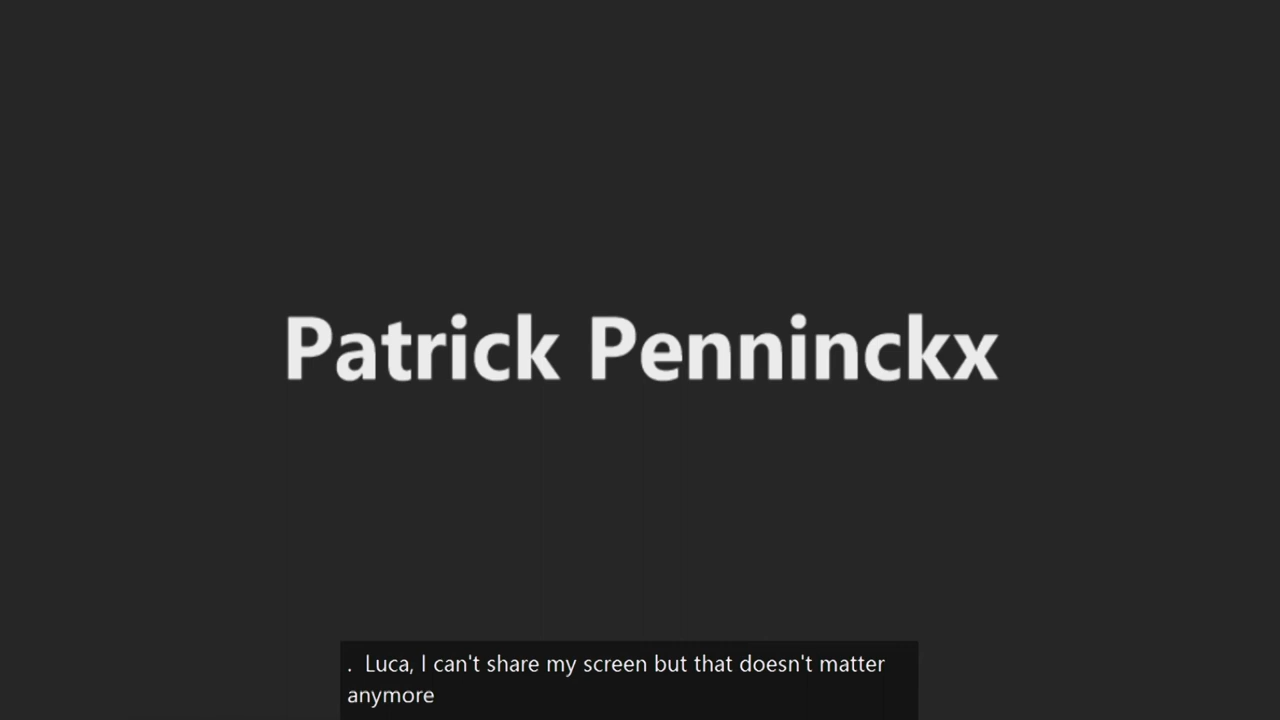 Patrick Penninckx
.  Luca, I can't share my screen but that doesn't matter
anymore